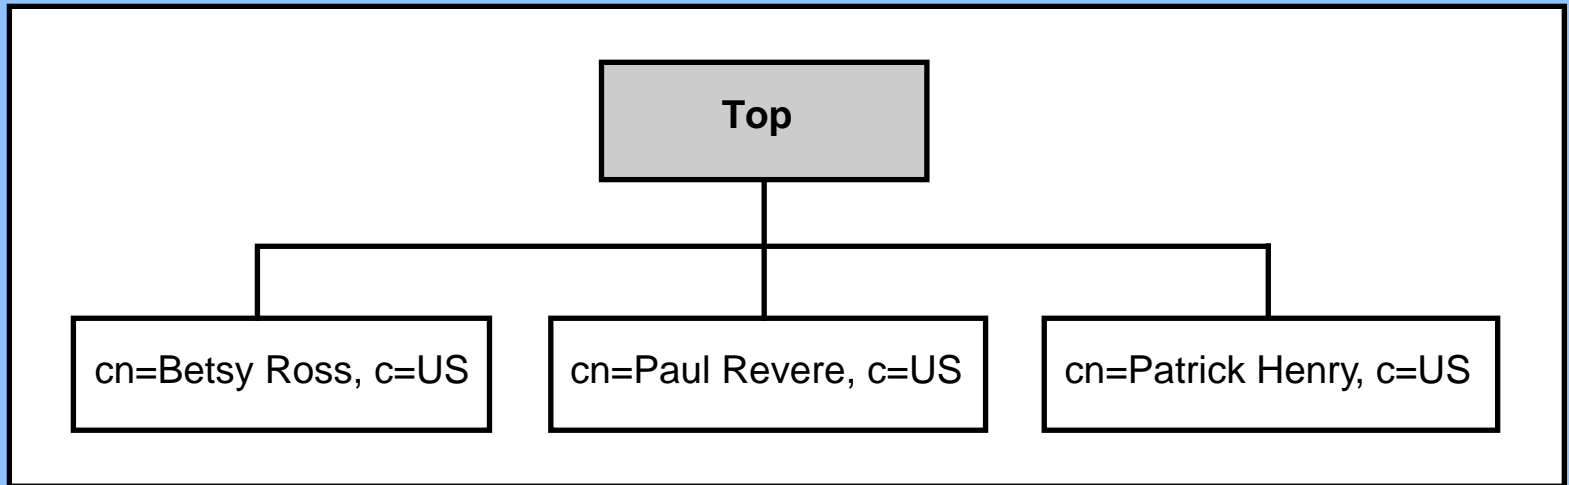 Top
cn=Betsy Ross, c=US
cn=Paul Revere, c=US
cn=Patrick Henry, c=US